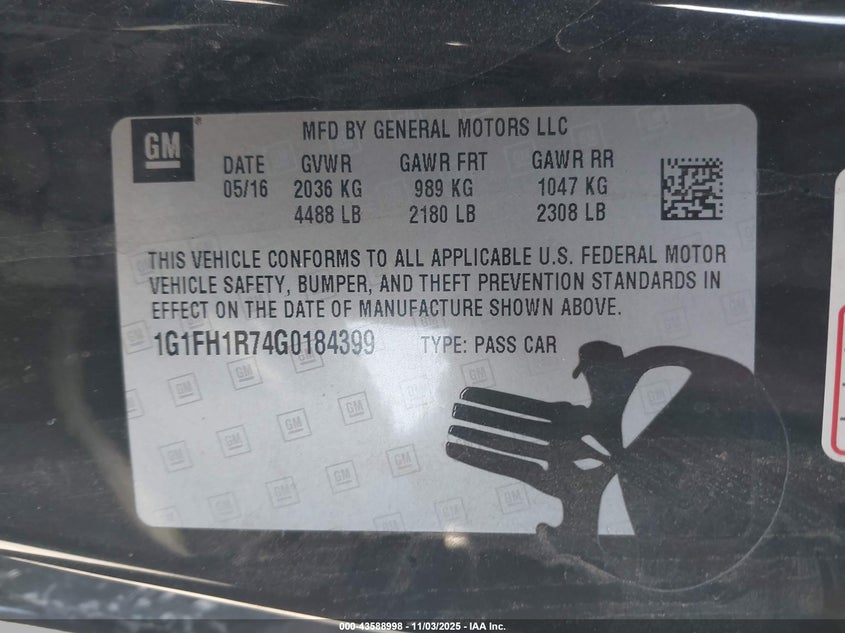 GM
MFD BY GENERAL MOTORS LLC
DATE GVWR GAWR FRT GAWR RR
05/16 2036 KG 989 KG 1047 KG
4488 LB 2180 LB 2308 LB
THIS VEHICLE CONFORMS TO ALL APPLICABLE U.S. FEDERAL MOTOR
VEHICLE SAFETY, BUMPER, AND THEFT PREVENTION STANDARDS IN
EFFECT ON THE DATE OF MANUFACTURE SHOWN ABOVE.
1G1FH1R74G0184399 TYPE: PASS CAR
000-43588998 - 11/03/2025 - IAA Inc.